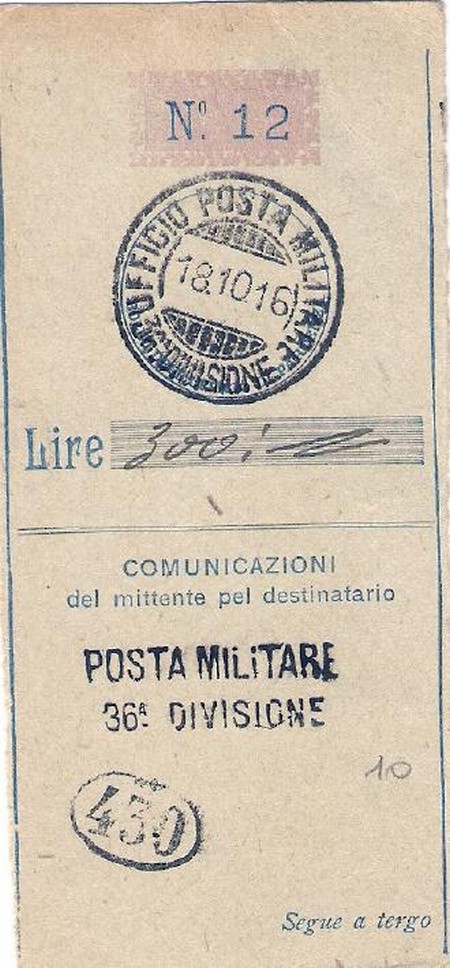 Nº. 12
UFFICIO POSTA MILITARE
DIVISIONE
18.10.16
Lire 300:
COMUNICAZIONI
del mittente pel destinatario
POSTA MILITARE
36ª DIVISIONE
10
430
Segue a tergo